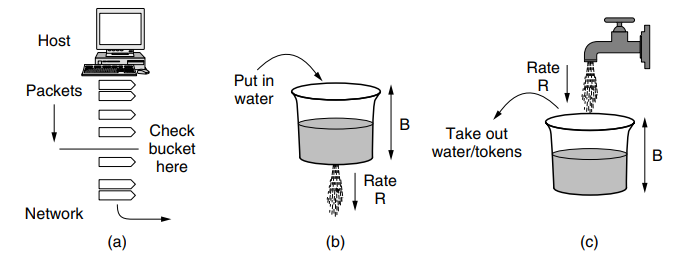 Host
Packets
Check
bucket
here
Network
(a)
Put in
water
B
Rate
R
(b)
Rate
R
Take out
water/tokens
B
(c)